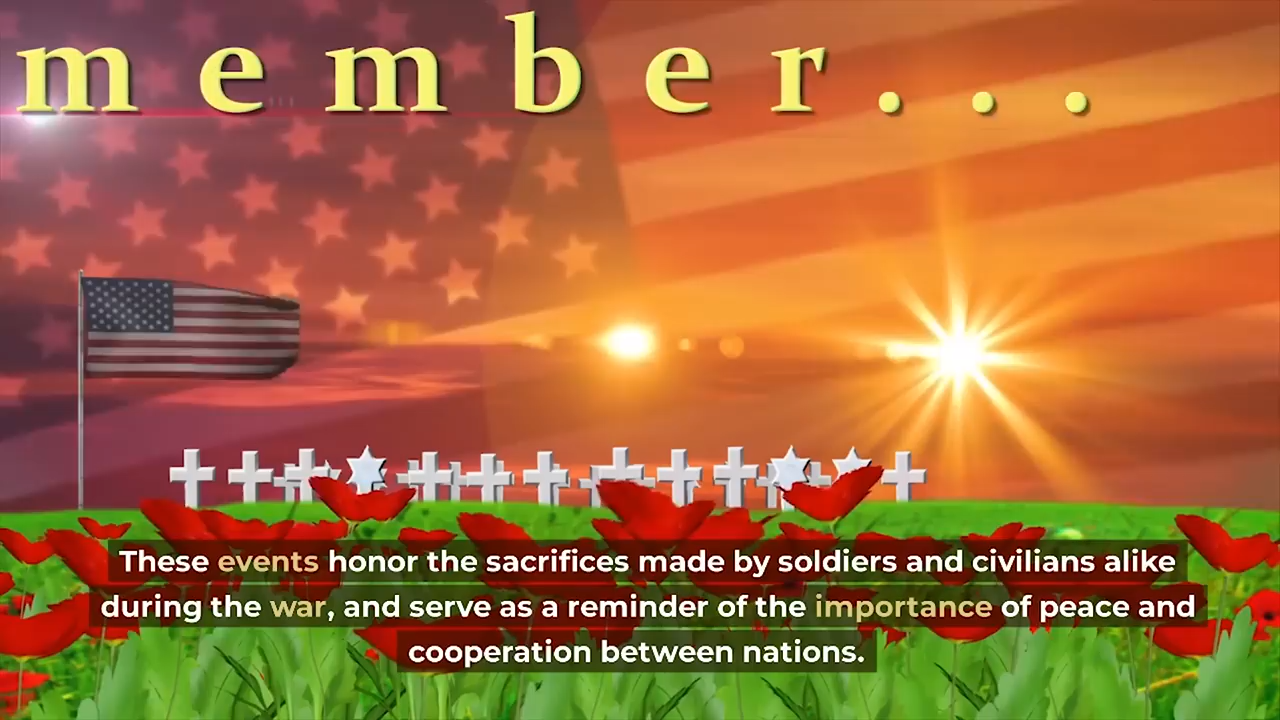 m e m b e r . . .
These events honor the sacrifices made by soldiers and civilians alike
during the war, and serve as a reminder of the importance of peace and
cooperation between nations.